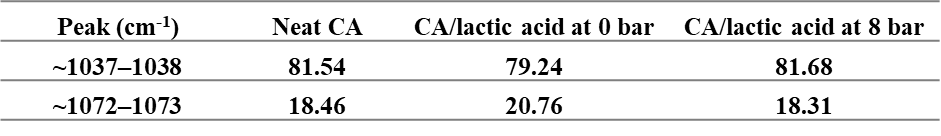 Peak (cm-1) Neat CA CA/lactic acid at 0 bar CA/lactic acid at 8 bar
~1037–1038 81.54 79.24 81.68
~1072–1073 18.46 20.76 18.31